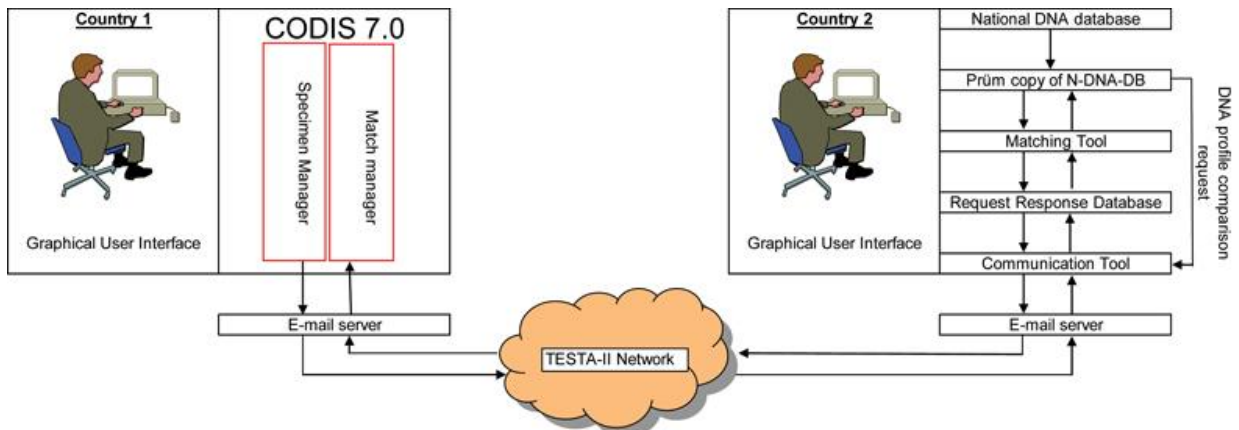 Country 1
CODIS 7.0
Specimen Manager
Match manager
Graphical User Interface
E-mail server
TESTA-II Network
Country 2
National DNA database
Prüm copy of N-DNA-DB
Matching Tool
Request Response Database
Communication Tool
Graphical User Interface
E-mail server
DNA profile comparison
request